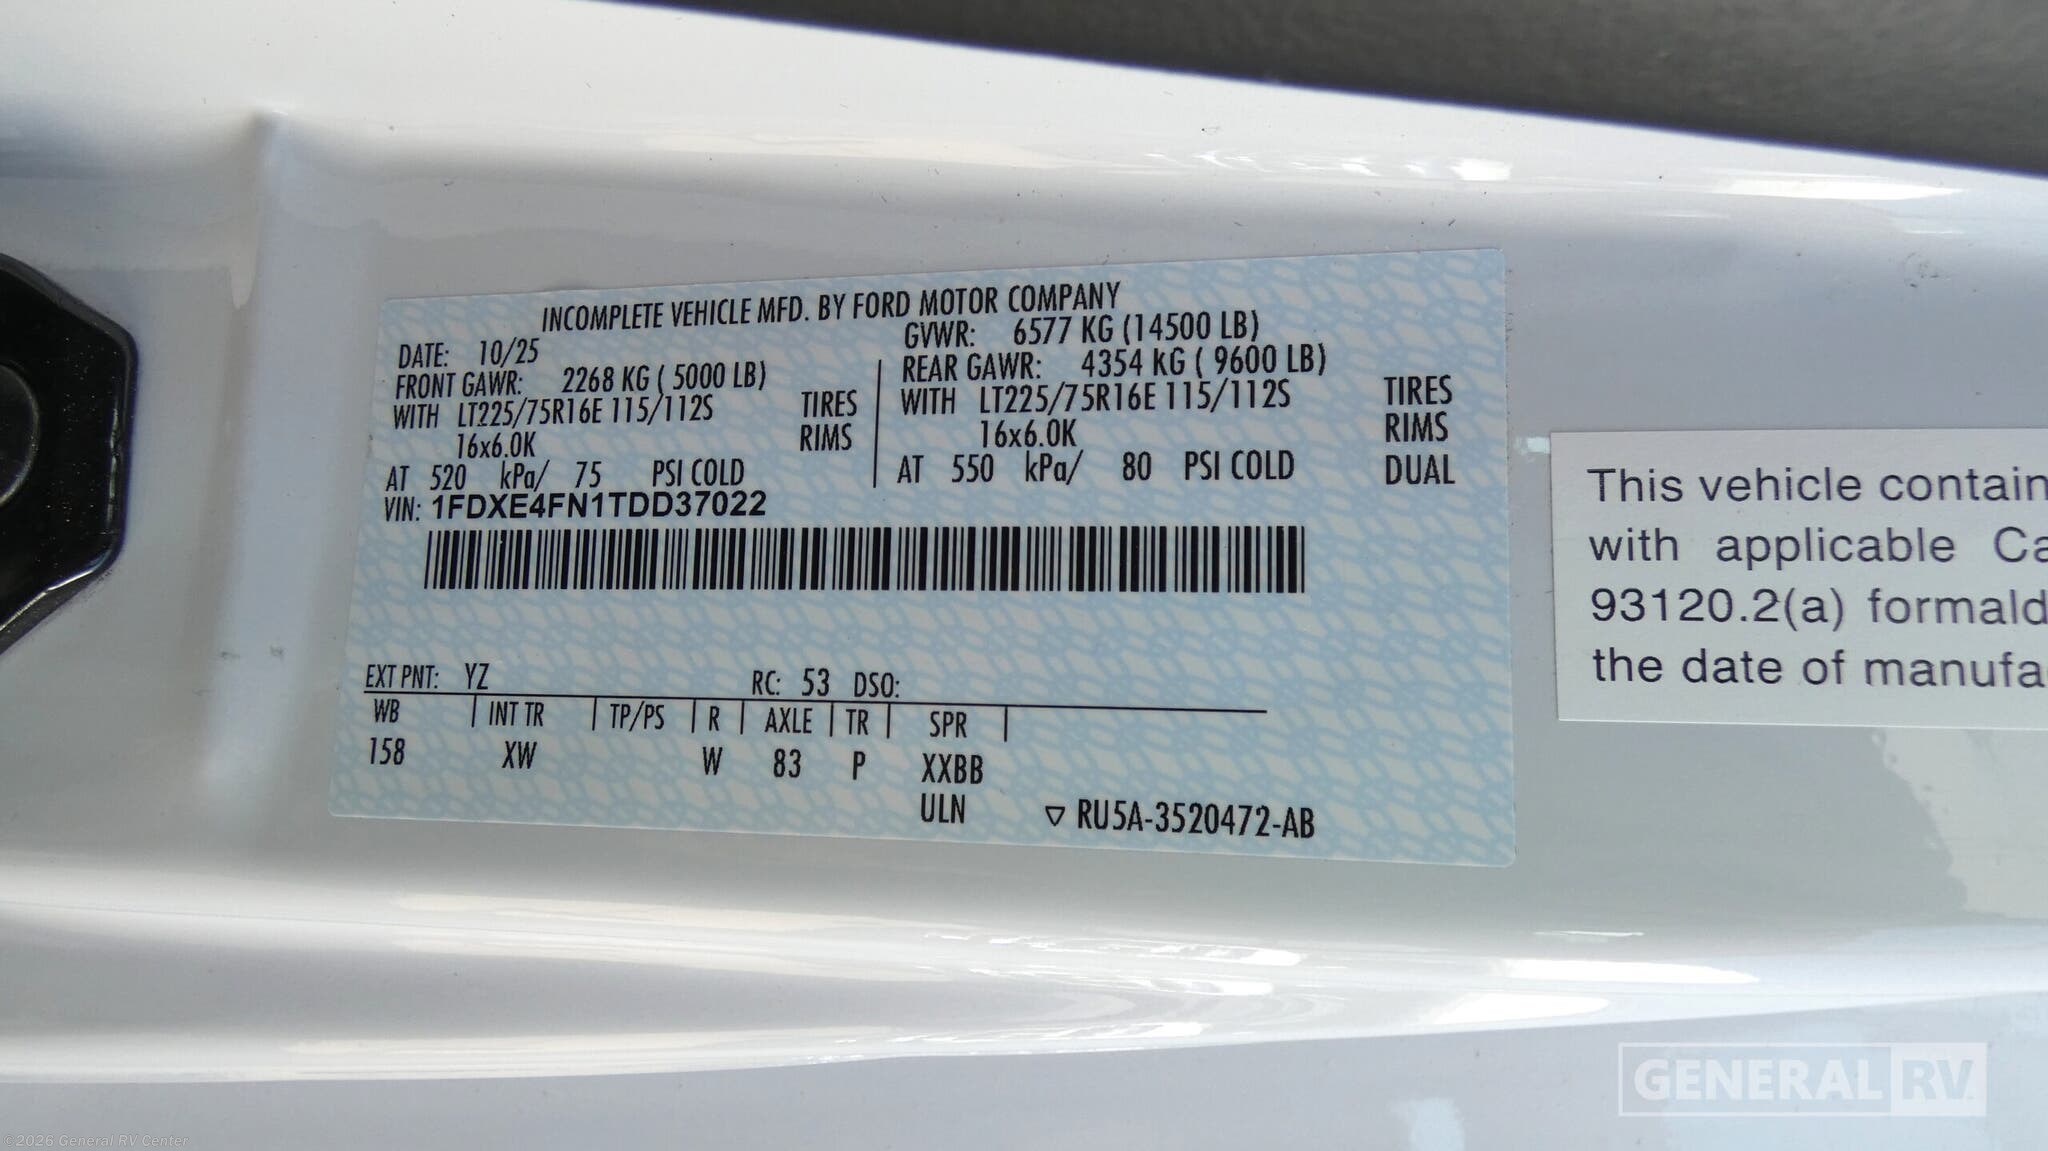 INCOMPLETE VEHICLE MFD. BY FORD MOTOR COMPANY
DATE: 10/25 GVWR: 6577 KG (14500 LB)
FRONT GAWR: 2268 KG ( 5000 LB) REAR GAWR: 4354 KG ( 9600 LB)
WITH LT225/75R16E 115/112S TIRES WITH LT225/75R16E 115/112S TIRES
16x6.0K RIMS 16x6.0K RIMS
AT 520 kPa/ 75 PSI COLD AT 550 kPa/ 80 PSI COLD DUAL
VIN: 1FDXE4FN1TDD37022
EXT PNT: YZ RC: 53 DSO:
WB INT TR TP/PS R AXLE TR SPR
158 XW W 83 P XXBB
ULN ▽ RU5A-3520472-AB
This vehicle contain
with applicable Ca
93120.2(a) formald
the date of manufa
GENERAL RV
©2026 General RV Center